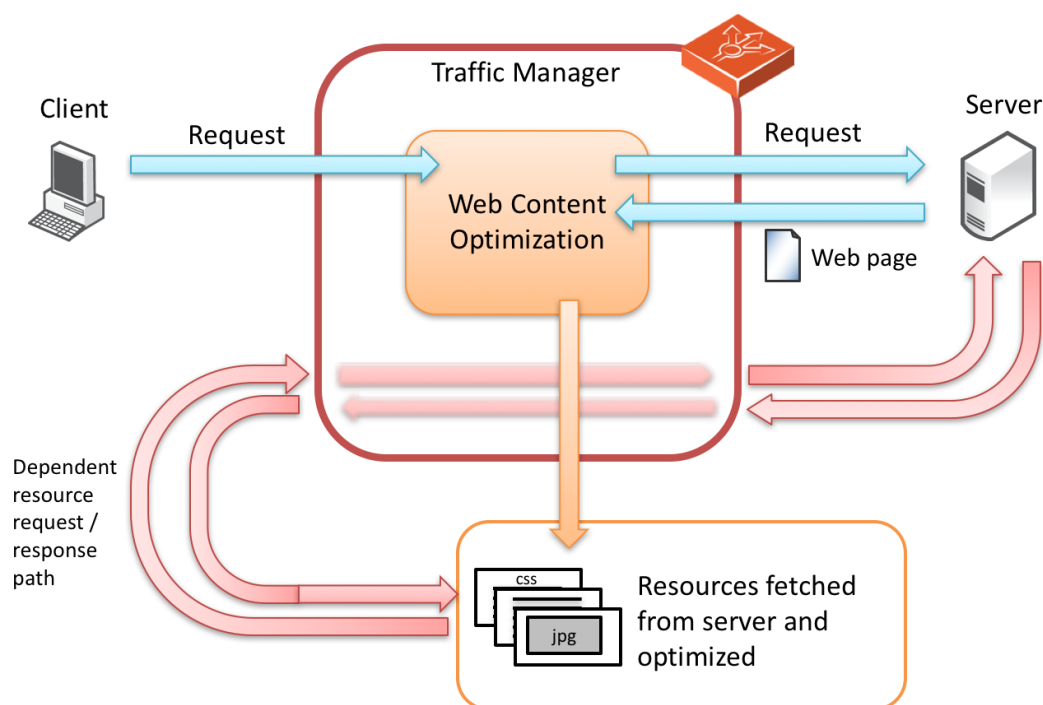 Traffic Manager
Client
Server
Request
Request
Web Content
Optimization
Web page
Dependent
resource
request /
response
path
css
jpg
Resources fetched
from server and
optimized